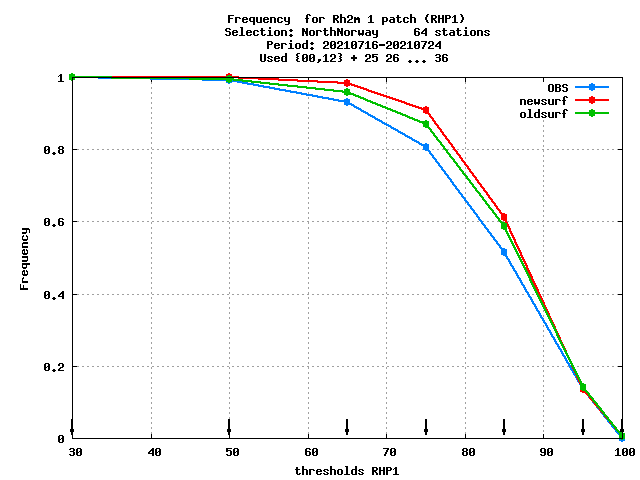 Frequency  for Rh2m 1 patch (RHP1)
Selection: NorthNorway     64 stations
Period: 20210716-20210724
Used {00,12} + 25 26 ... 36
OBS
newsurf
oldsurf
1
0.8
0.6
0.4
0.2
0
Frequency
30 40 50 60 70 80 90 100
thresholds RHP1